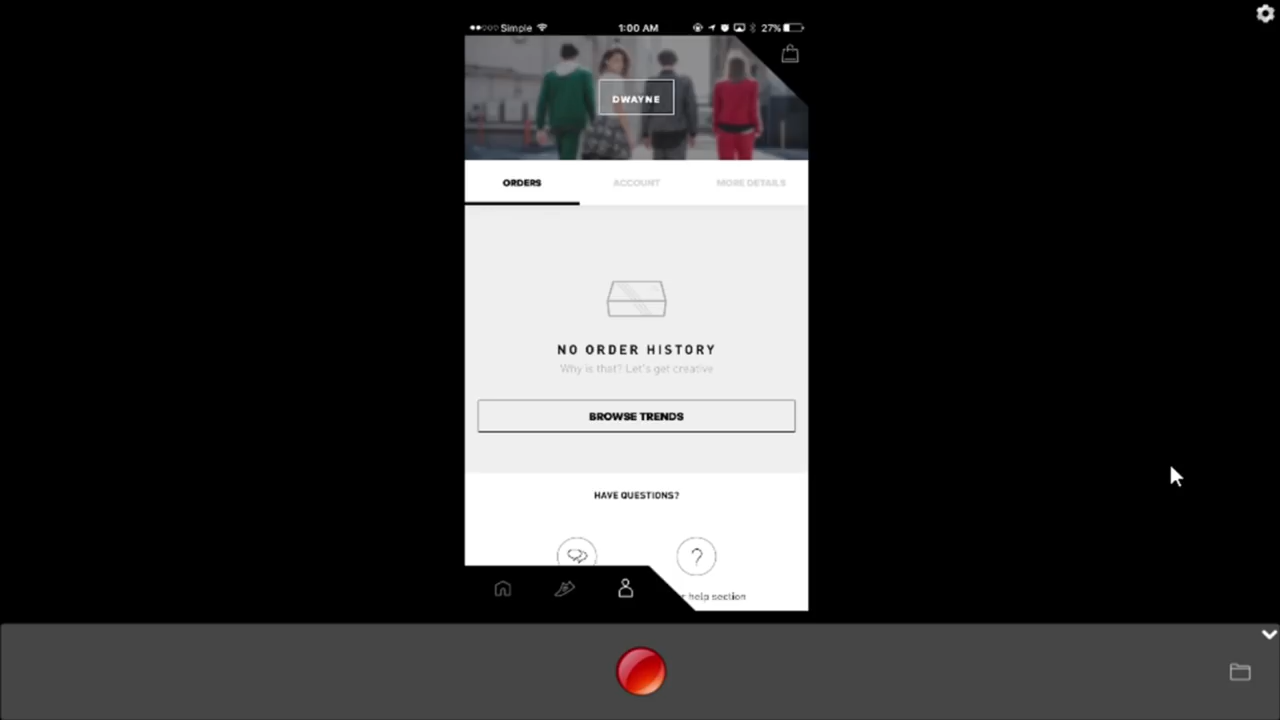 Simple 1:00 AM 27%
DWAYNE
ORDERS ACCOUNT MORE DETAILS
NO ORDER HISTORY
Why is that? Let's get creative
BROWSE TRENDS
HAVE QUESTIONS?
?
help section